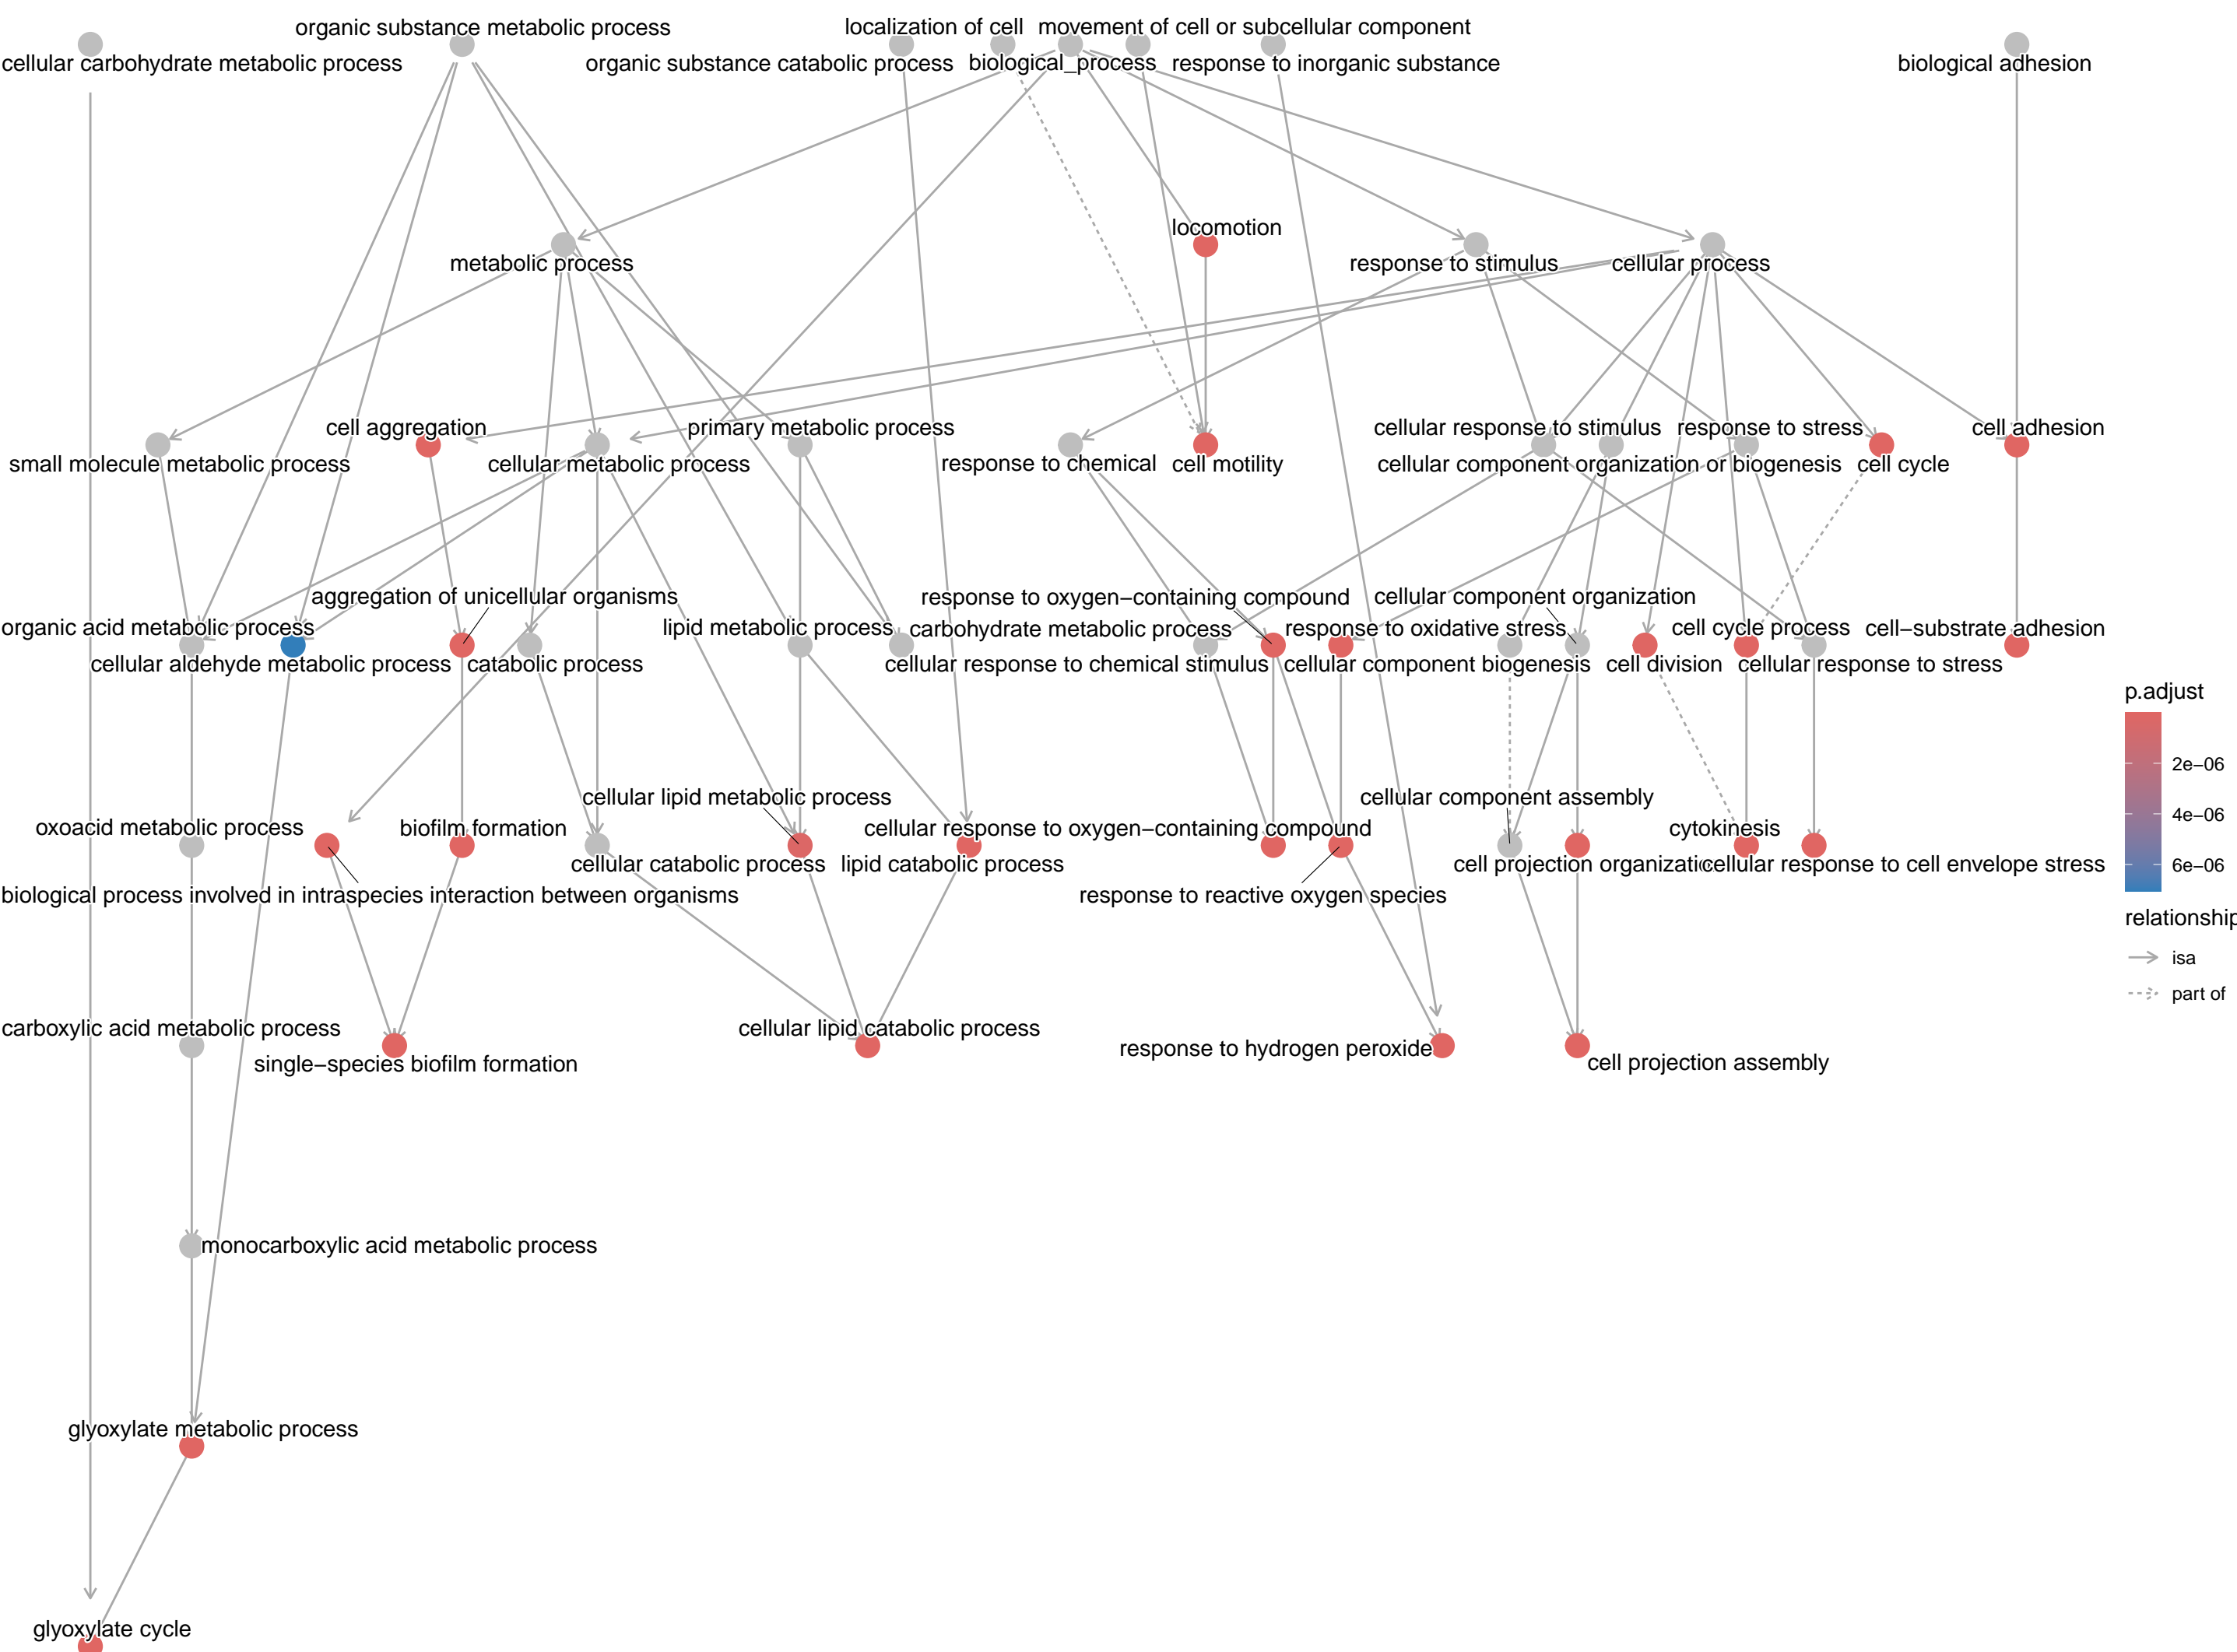 organic substance metabolic process
localization of cell
movement of cell or subcellular component
cellular carbohydrate metabolic process
organic substance catabolic process
biological_process
response to inorganic substance
biological adhesion
locomotion
metabolic process
response to stimulus
cellular process
cell aggregation
primary metabolic process
cellular response to stimulus
response to stress
cell adhesion
small molecule metabolic process
cellular metabolic process
response to chemical
cell motility
cellular component organization or biogenesis
cell cycle
aggregation of unicellular organisms
response to oxygen−containing compound
cellular component organization
organic acid metabolic process
lipid metabolic process
carbohydrate metabolic process
response to oxidative stress
cell cycle process
cell−substrate adhesion
cellular aldehyde metabolic process
catabolic process
cellular response to chemical stimulus
cellular component biogenesis
cell division
cellular response to stress
cellular lipid metabolic process
cellular component assembly
oxoacid metabolic process
biofilm formation
cellular response to oxygen−containing compound
cytokinesis
cellular catabolic process
lipid catabolic process
cell projection organization
cellular response to cell envelope stress
biological process involved in intraspecies interaction between organisms
response to reactive oxygen species
carboxylic acid metabolic process
cellular lipid catabolic process
response to hydrogen peroxide
single−species biofilm formation
cell projection assembly
monocarboxylic acid metabolic process
glyoxylate metabolic process
glyoxylate cycle
p.adjust
2e−06
4e−06
6e−06
relationship
isa
part of